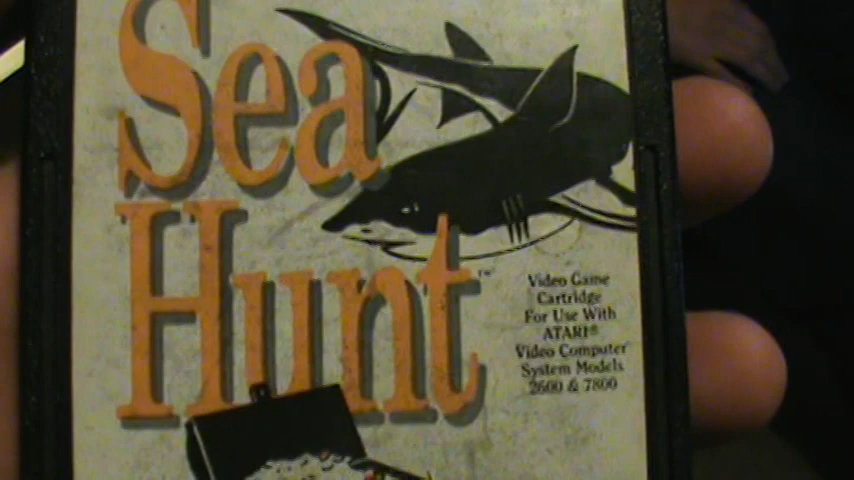 Sea
Hunt™
Video Game
Cartridge
For Use With
ATARI®
Video Computer
System Models
2600 & 7800